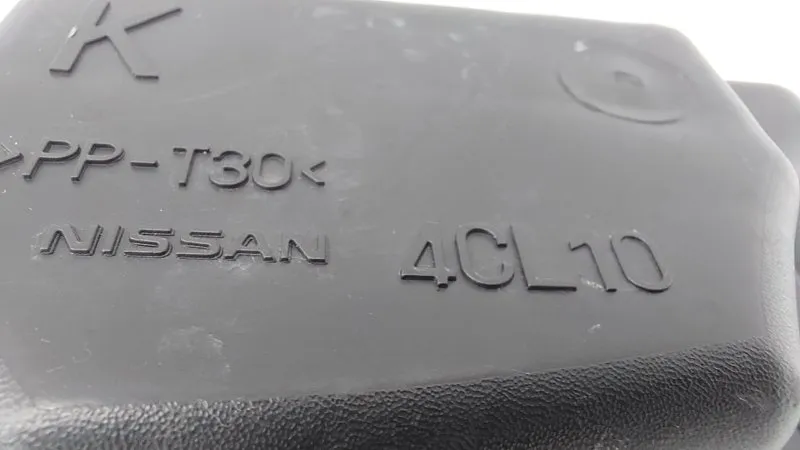 K
>PP-T30<
NISSAN 4CL10